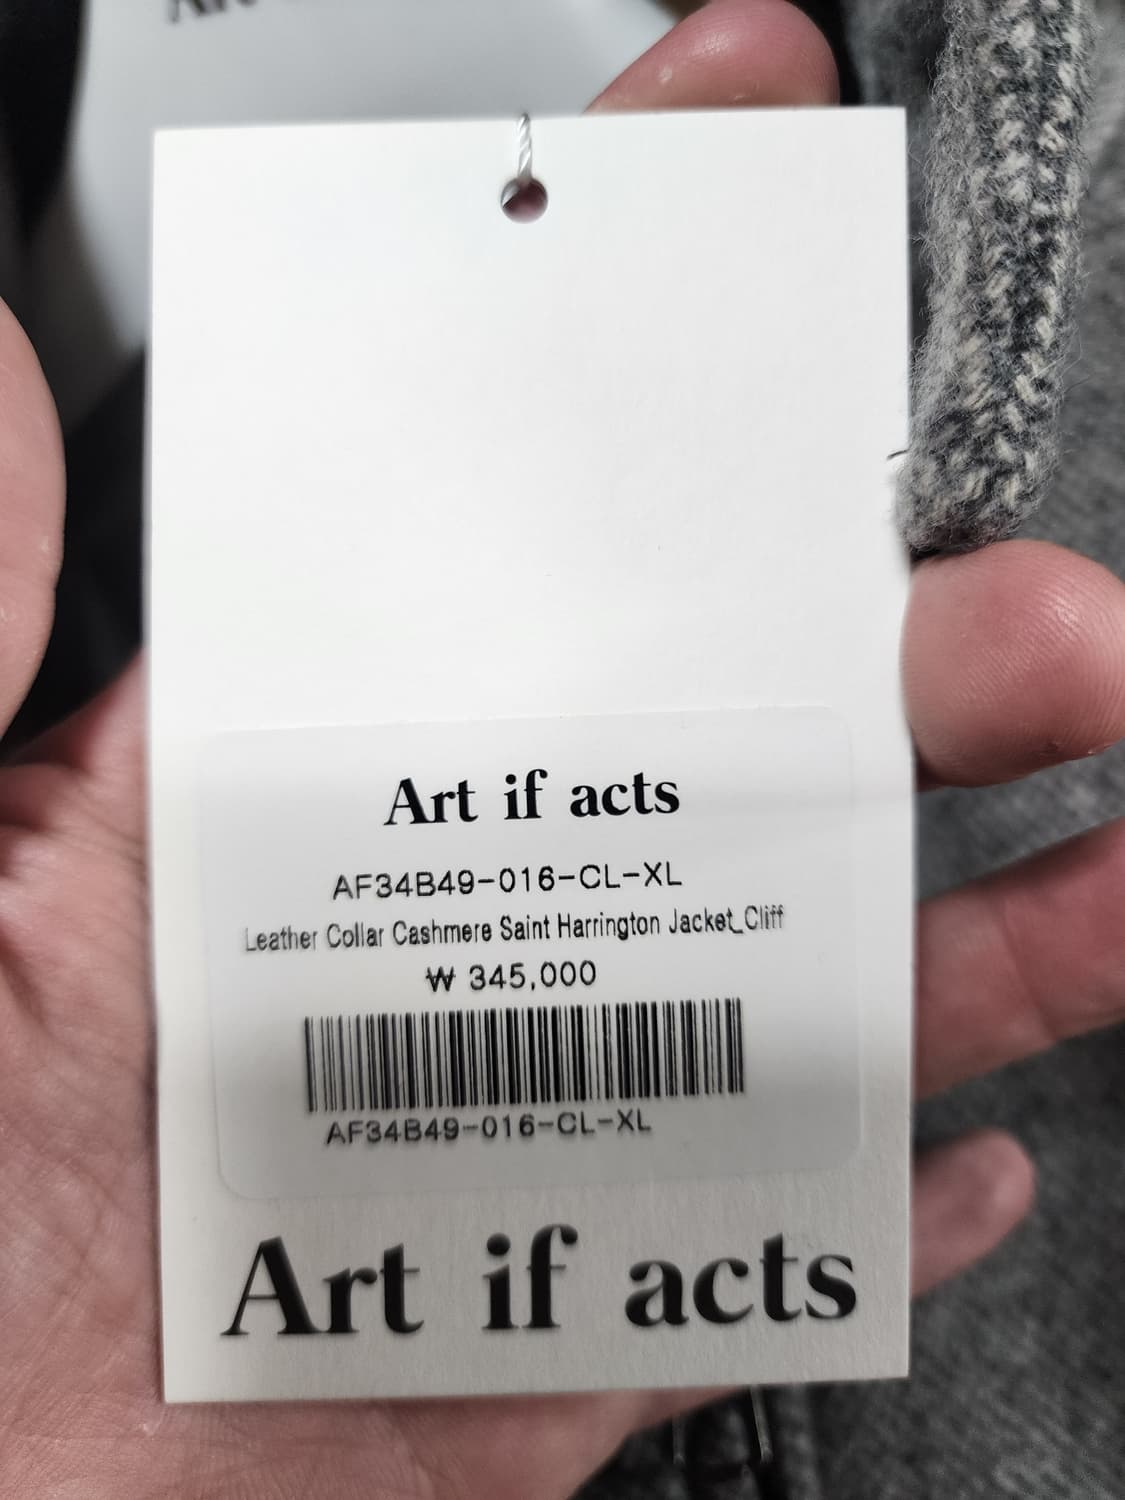 Art if acts
AF34B49-016-CL-XL
Leather Collar Cashmere Saint Harrington Jacket_Cliff
₩ 345,000
AF34B49-016-CL-XL
Art if acts